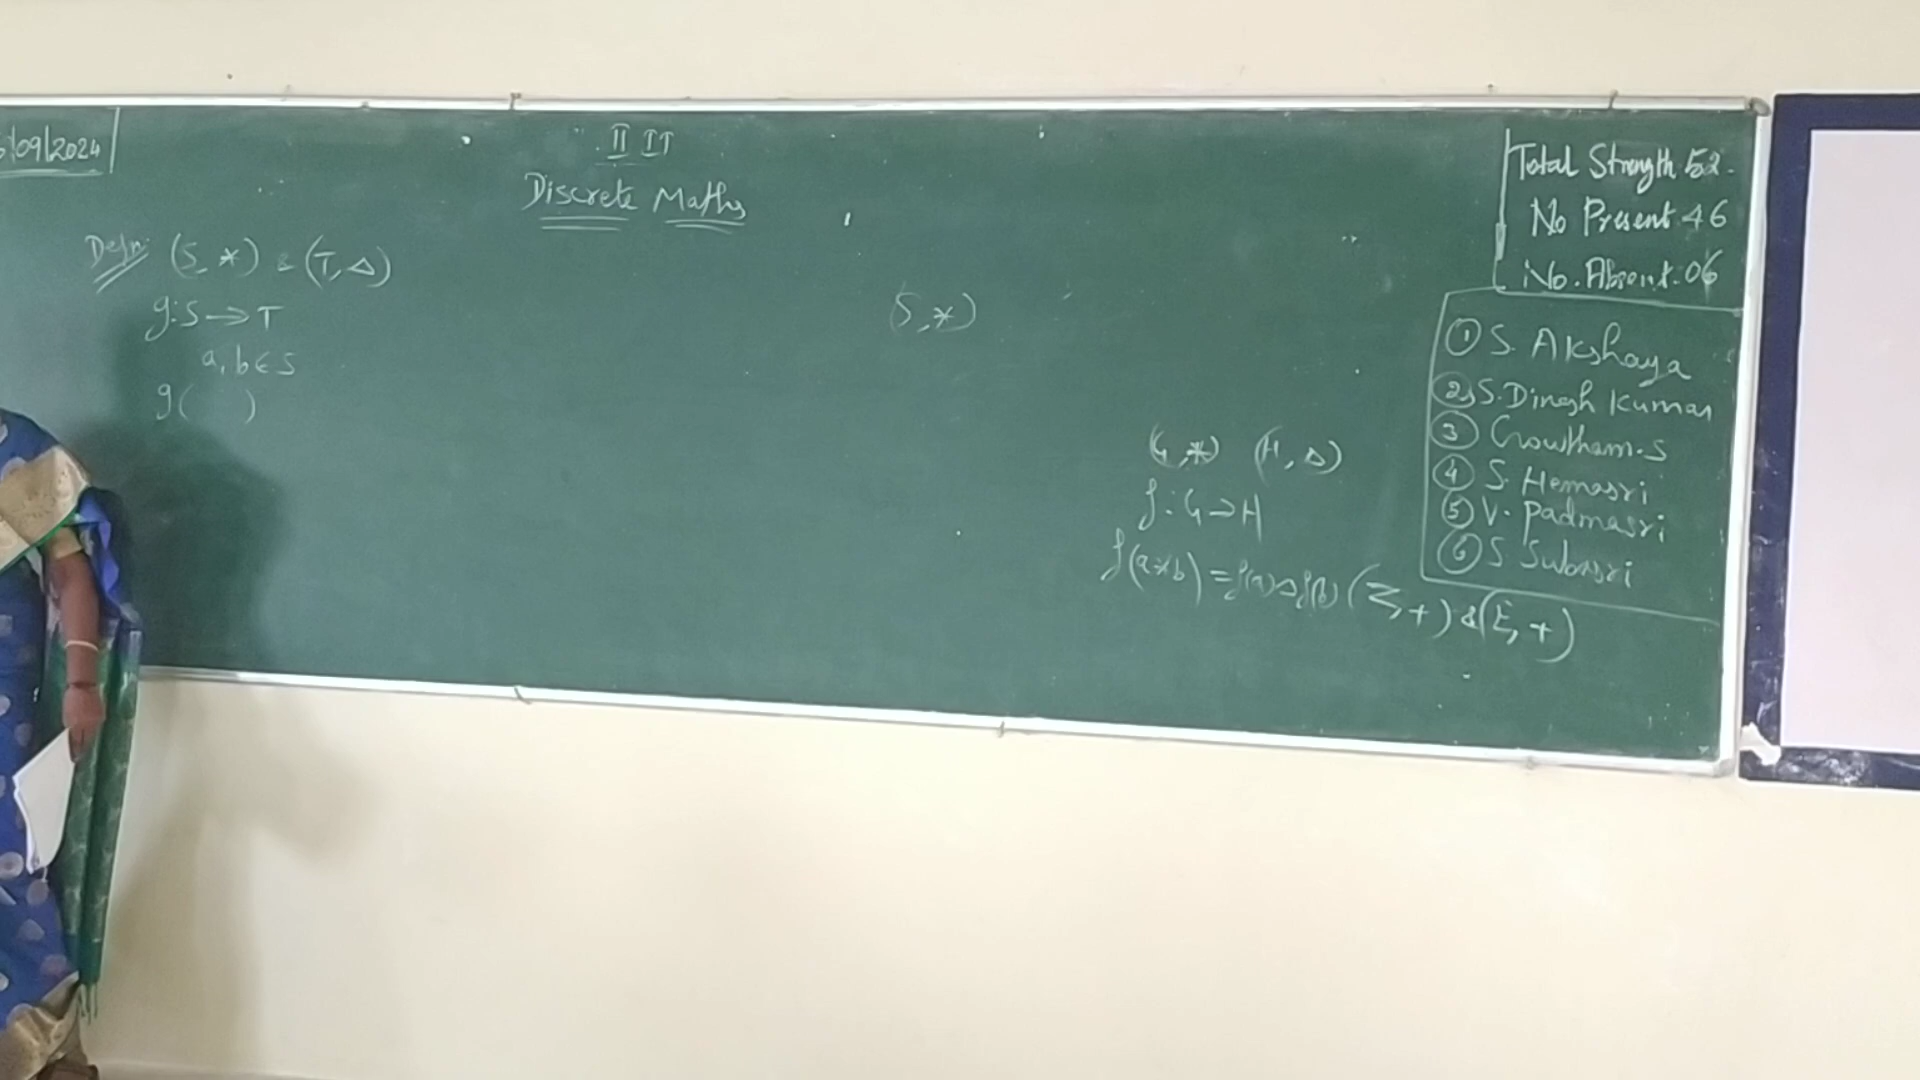 /09/2024
II IT
Discrete Maths
Defn: (S, *) & (T, Δ)
g: S → T
a, b ∈ S
g( )
(S, *)
(G, *) (H, Δ)
f : G → H
f(a*b) = f(a) Δ f(b) (Z, +) & (E, +)
Total Strength 52.
No Present 46
No. Absent. 06
① S. Akshaya
② S. Dinesh Kumar
③ Gowtham.S
④ S. Hemasri
⑤ V. Padmasri
⑥ S Subasri